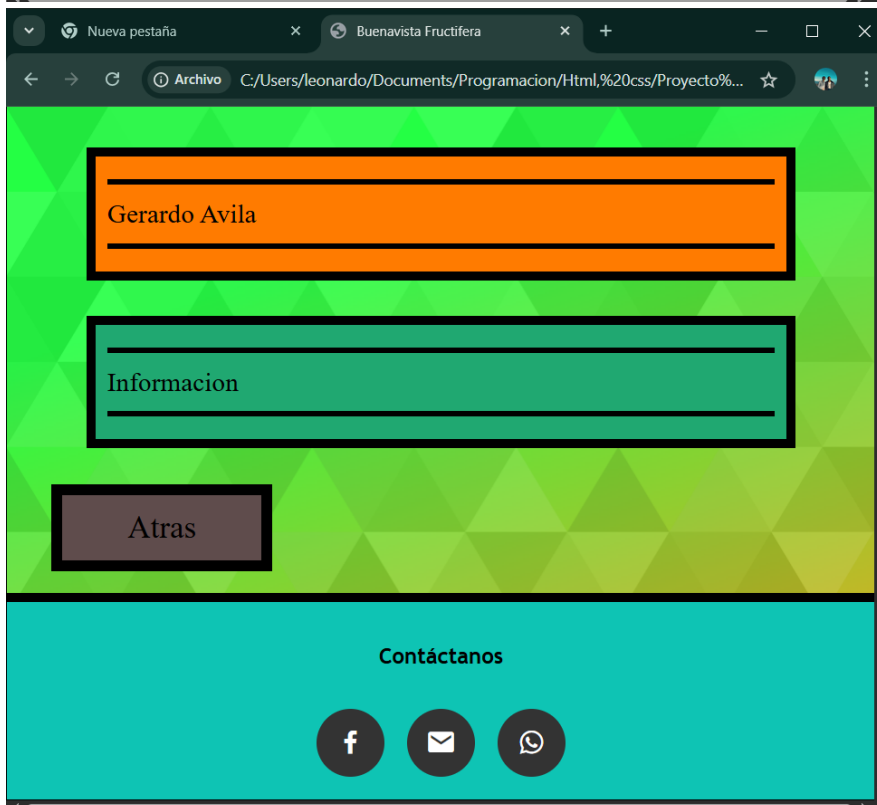 Nueva pestaña
Buenavista Fructifera
Archivo
C:/Users/leonardo/Documents/Programacion/Html,%20css/Proyecto%...
Gerardo Avila
Informacion
Atras
Contáctanos